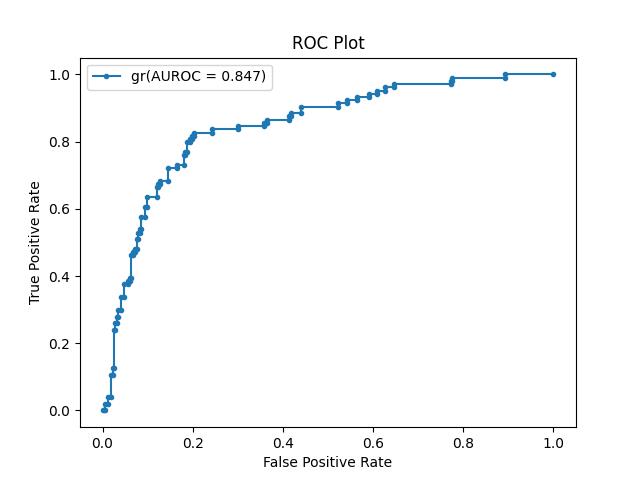 ROC Plot
gr(AUROC = 0.847)
True Positive Rate
1.0
0.8
0.6
0.4
0.2
0.0
0.0 0.2 0.4 0.6 0.8 1.0
False Positive Rate